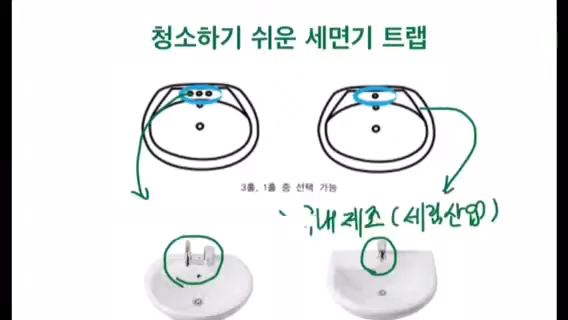 청소하기 쉬운 세면기 트랩
3홀, 1홀 중 선택 가능
국내 제조 (세림산업)